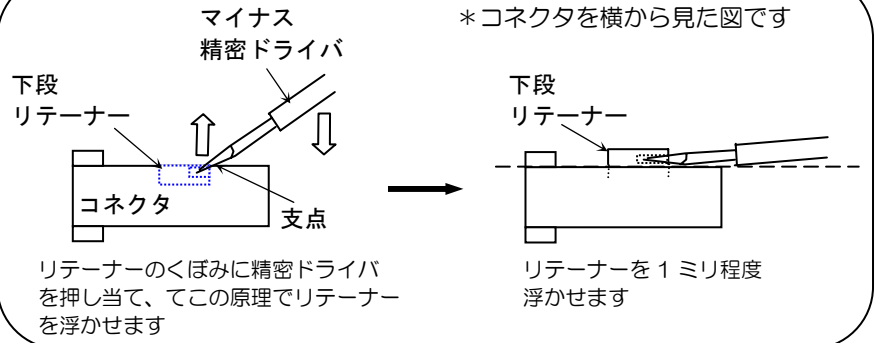 ＊コネクタを横から見た図です
マイナス
精密ドライバ
下段
リテーナー
コネクタ
支点
リテーナーのくぼみに精密ドライバ
を押し当て、てこの原理でリテーナー
を浮かせます
下段
リテーナー
リテーナーを 1 ミリ程度
浮かせます